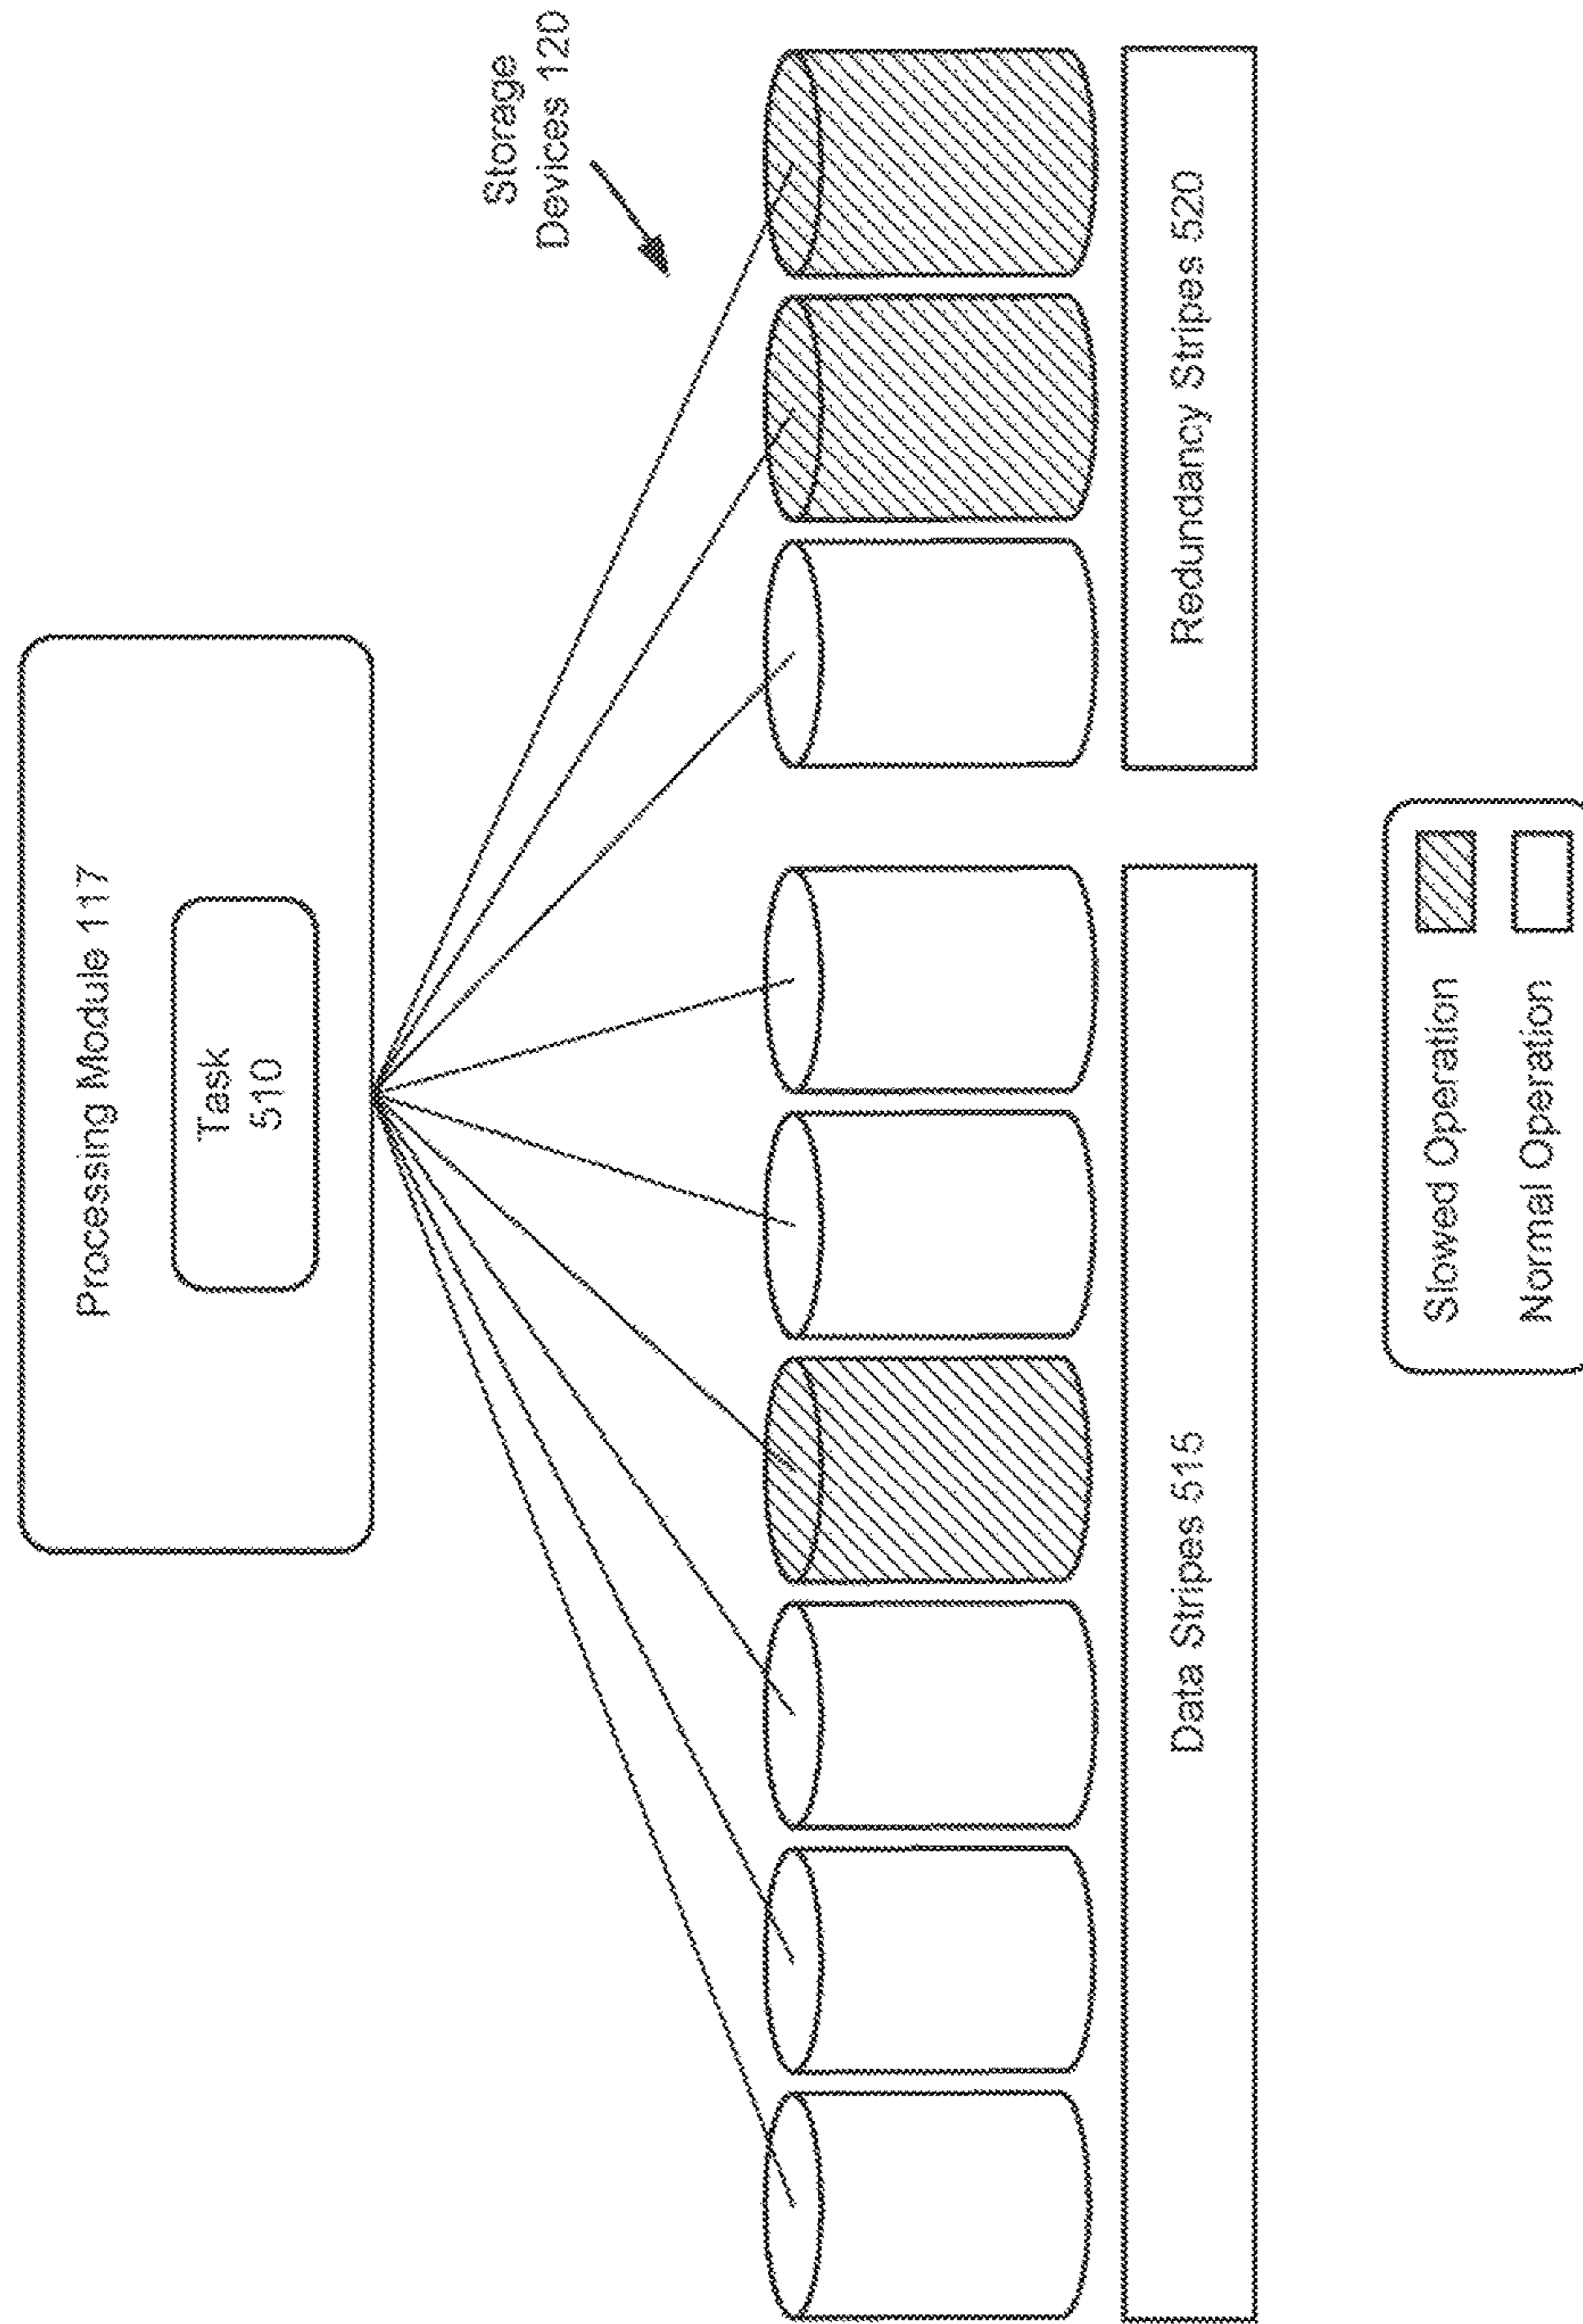 Processing Module 117
Task
510
Storage
Devices 120
Data Stripes 515
Redundancy Stripes 520
Slowed Operation
Normal Operation